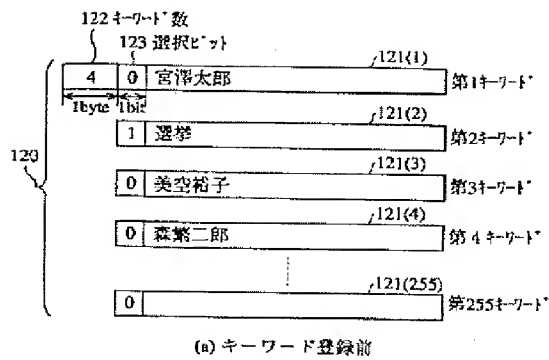 122 キーワード数
123 選択ビット
121(1)
4 0 宮澤太郎 第1キーワード
1byte 1bit
121(2)
1 選挙 第2キーワード
120
121(3)
0 美空裕子 第3キーワード
121(4)
0 森繁二郎 第4キーワード
121(255)
0 第255キーワード
(a) キーワード登録前